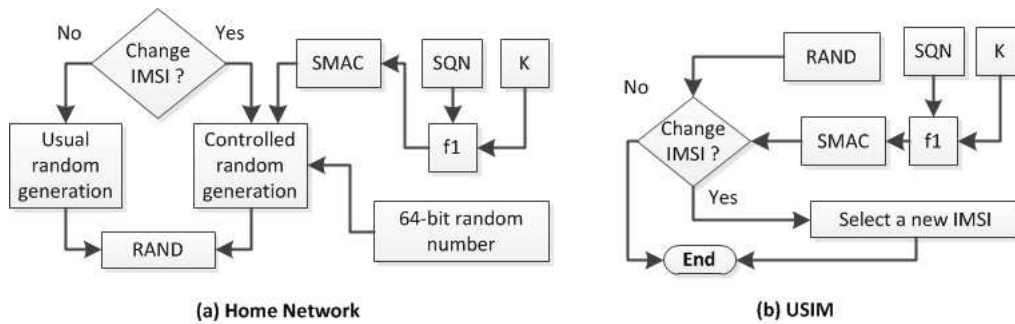 No
Yes
Change
IMSI ?
SMAC
SQN
K
Usual
random
generation
Controlled
random
generation
f1
64-bit random
number
RAND
(a) Home Network
RAND
SQN
K
No
Change
IMSI ?
SMAC
f1
Yes
Select a new IMSI
End
(b) USIM